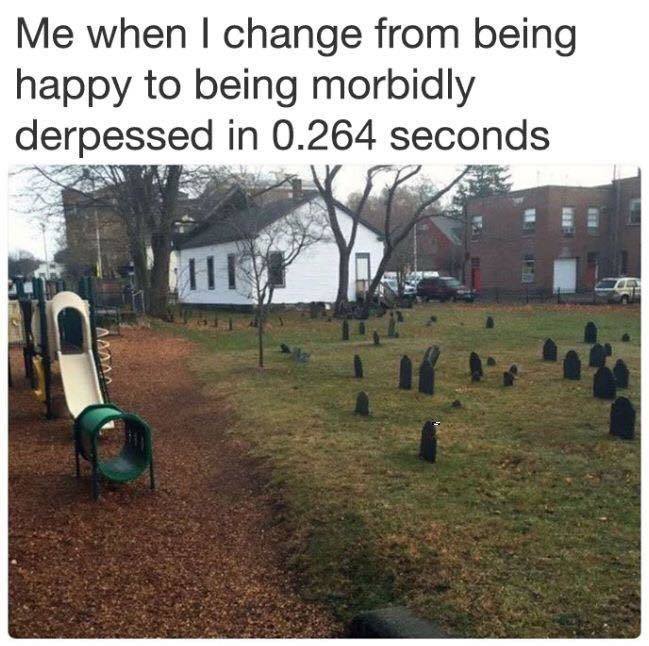 Me when I change from being
happy to being morbidly
derpessed in 0.264 seconds